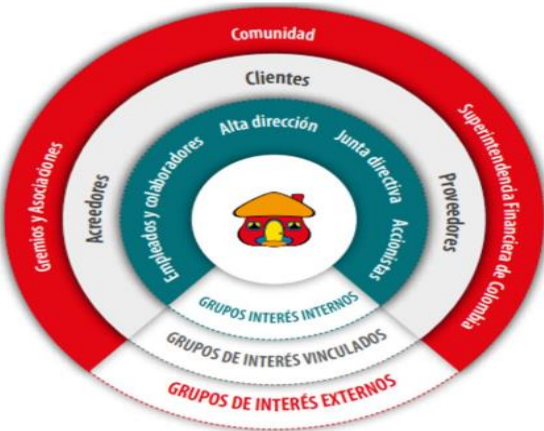 Comunidad
Gremios y Asociaciones
Superintendencia Financiera de Colombia
Clientes
Acreedores
Proveedores
Alta dirección
Empleados y colaboradores
Junta directiva
Accionistas
GRUPOS INTERÉS INTERNOS
GRUPOS DE INTERÉS VINCULADOS
GRUPOS DE INTERÉS EXTERNOS